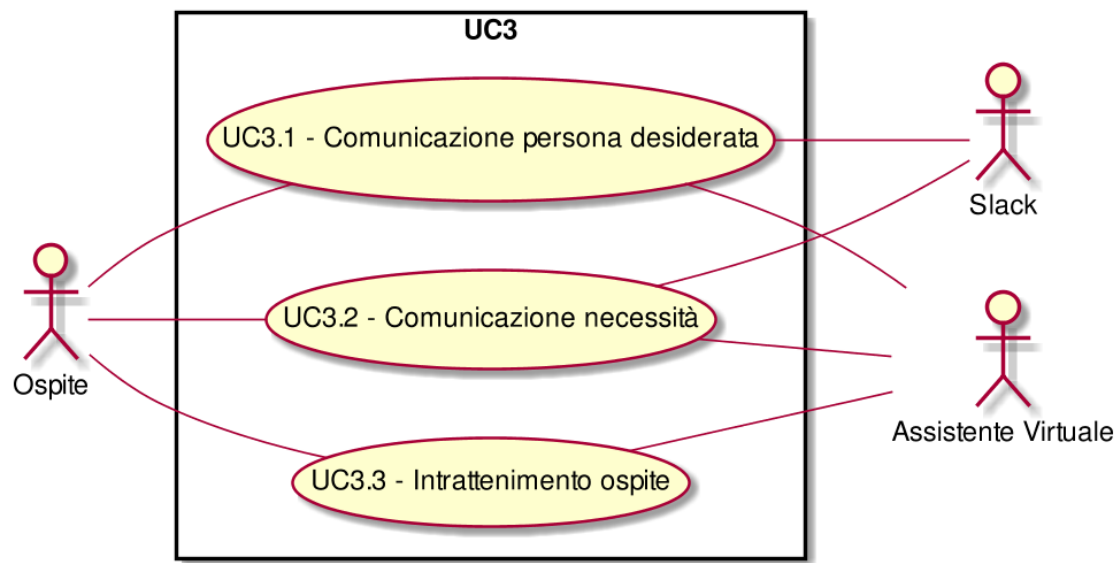 UC3
UC3.1 - Comunicazione persona desiderata
Slack
UC3.2 - Comunicazione necessità
Ospite
Assistente Virtuale
UC3.3 - Intrattenimento ospite